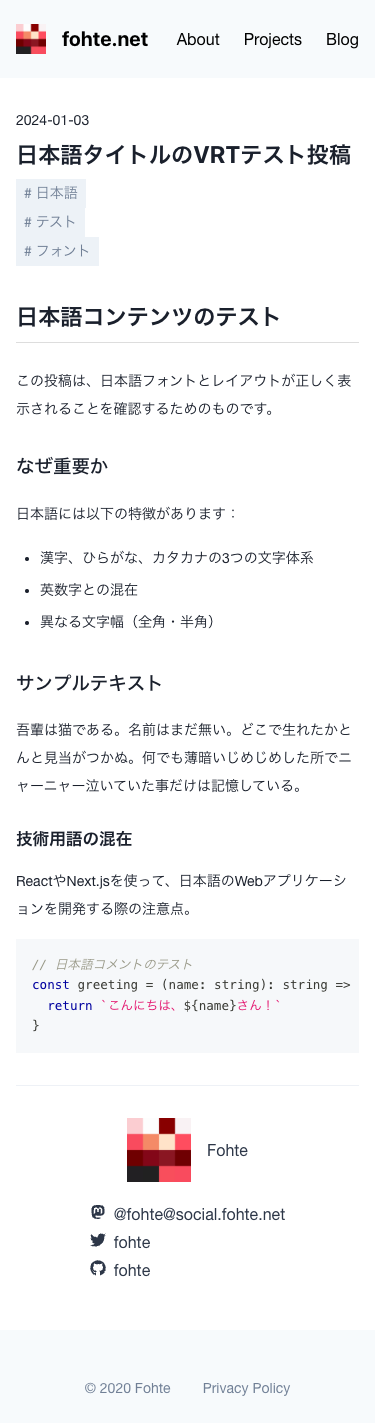 fohte.net About Projects Blog
2024-01-03
日本語タイトルのVRTテスト投稿
# 日本語
# テスト
# フォント
日本語コンテンツのテスト
この投稿は、日本語フォントとレイアウトが正しく表
示されることを確認するためのものです。
なぜ重要か
日本語には以下の特徴があります：
• 漢字、ひらがな、カタカナの3つの文字体系
• 英数字との混在
• 異なる文字幅（全角・半角）
サンプルテキスト
吾輩は猫である。名前はまだ無い。どこで生れたかと
んと見当がつかぬ。何でも薄暗いじめじめした所でニ
ャーニャー泣いていた事だけは記憶している。
技術用語の混在
ReactやNext.jsを使って、日本語のWebアプリケーシ
ョンを開発する際の注意点。
// 日本語コメントのテスト
const greeting = (name: string): string =>
  return `こんにちは、${name}さん！`
}
Fohte
@fohte@social.fohte.net
fohte
fohte
© 2020 Fohte Privacy Policy